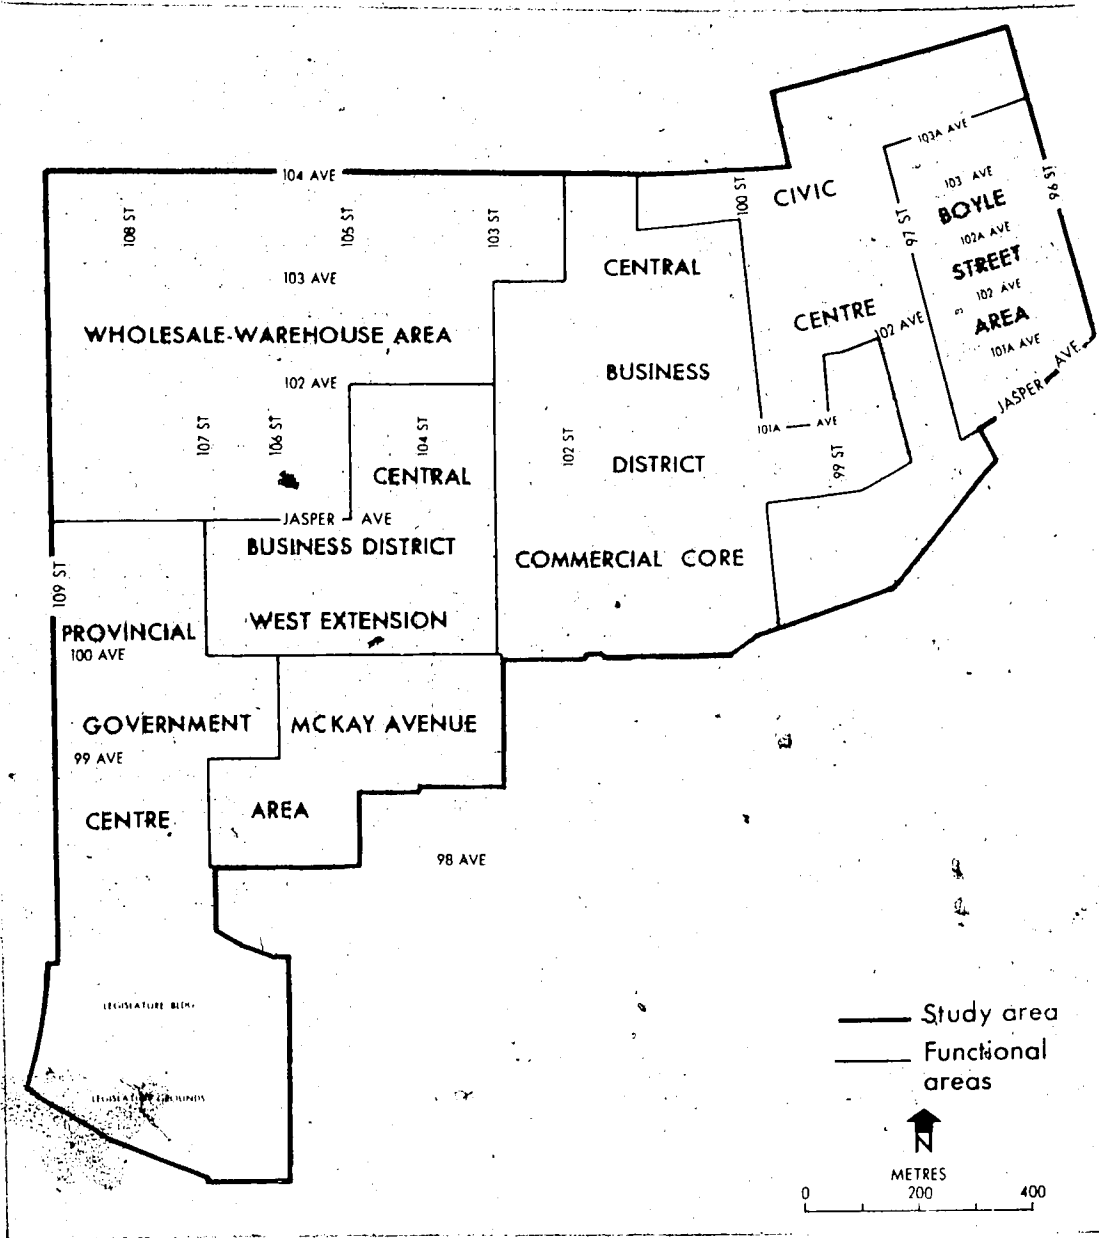 103A AVE
104 AVE
103 AVE
96 ST
100 ST
CIVIC
BOYLE
108 ST
105 ST
103 ST
97 ST
102A AVE
STREET
CENTRAL
103 AVE
102 AVE
CENTRE
102 AVE
AREA
WHOLESALE-WAREHOUSE AREA
101A AVE
BUSINESS
102 AVE
JASPER AVE
101A AVE
107 ST
106 ST
104 ST
102 ST
99 ST
DISTRICT
CENTRAL
JASPER AVE
BUSINESS DISTRICT
COMMERCIAL CORE
109 ST
WEST EXTENSION
PROVINCIAL
100 AVE
GOVERNMENT
MCKAY AVENUE
99 AVE
CENTRE
AREA
98 AVE
LEGISLATURE BLDG
LEGISLATURE GROUNDS
Study area
Functional
areas
N
METRES
0 200 400